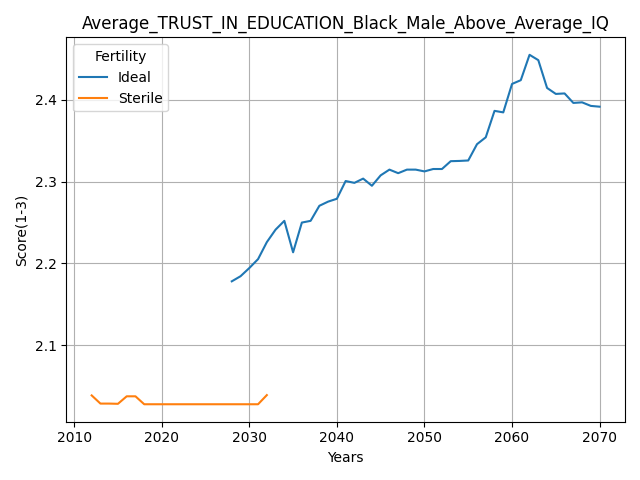 Average_TRUST_IN_EDUCATION_Black_Male_Above_Average_IQ
Fertility
Ideal
Sterile
Score(1-3)
2.4
2.3
2.2
2.1
2010 2020 2030 2040 2050 2060 2070
Years